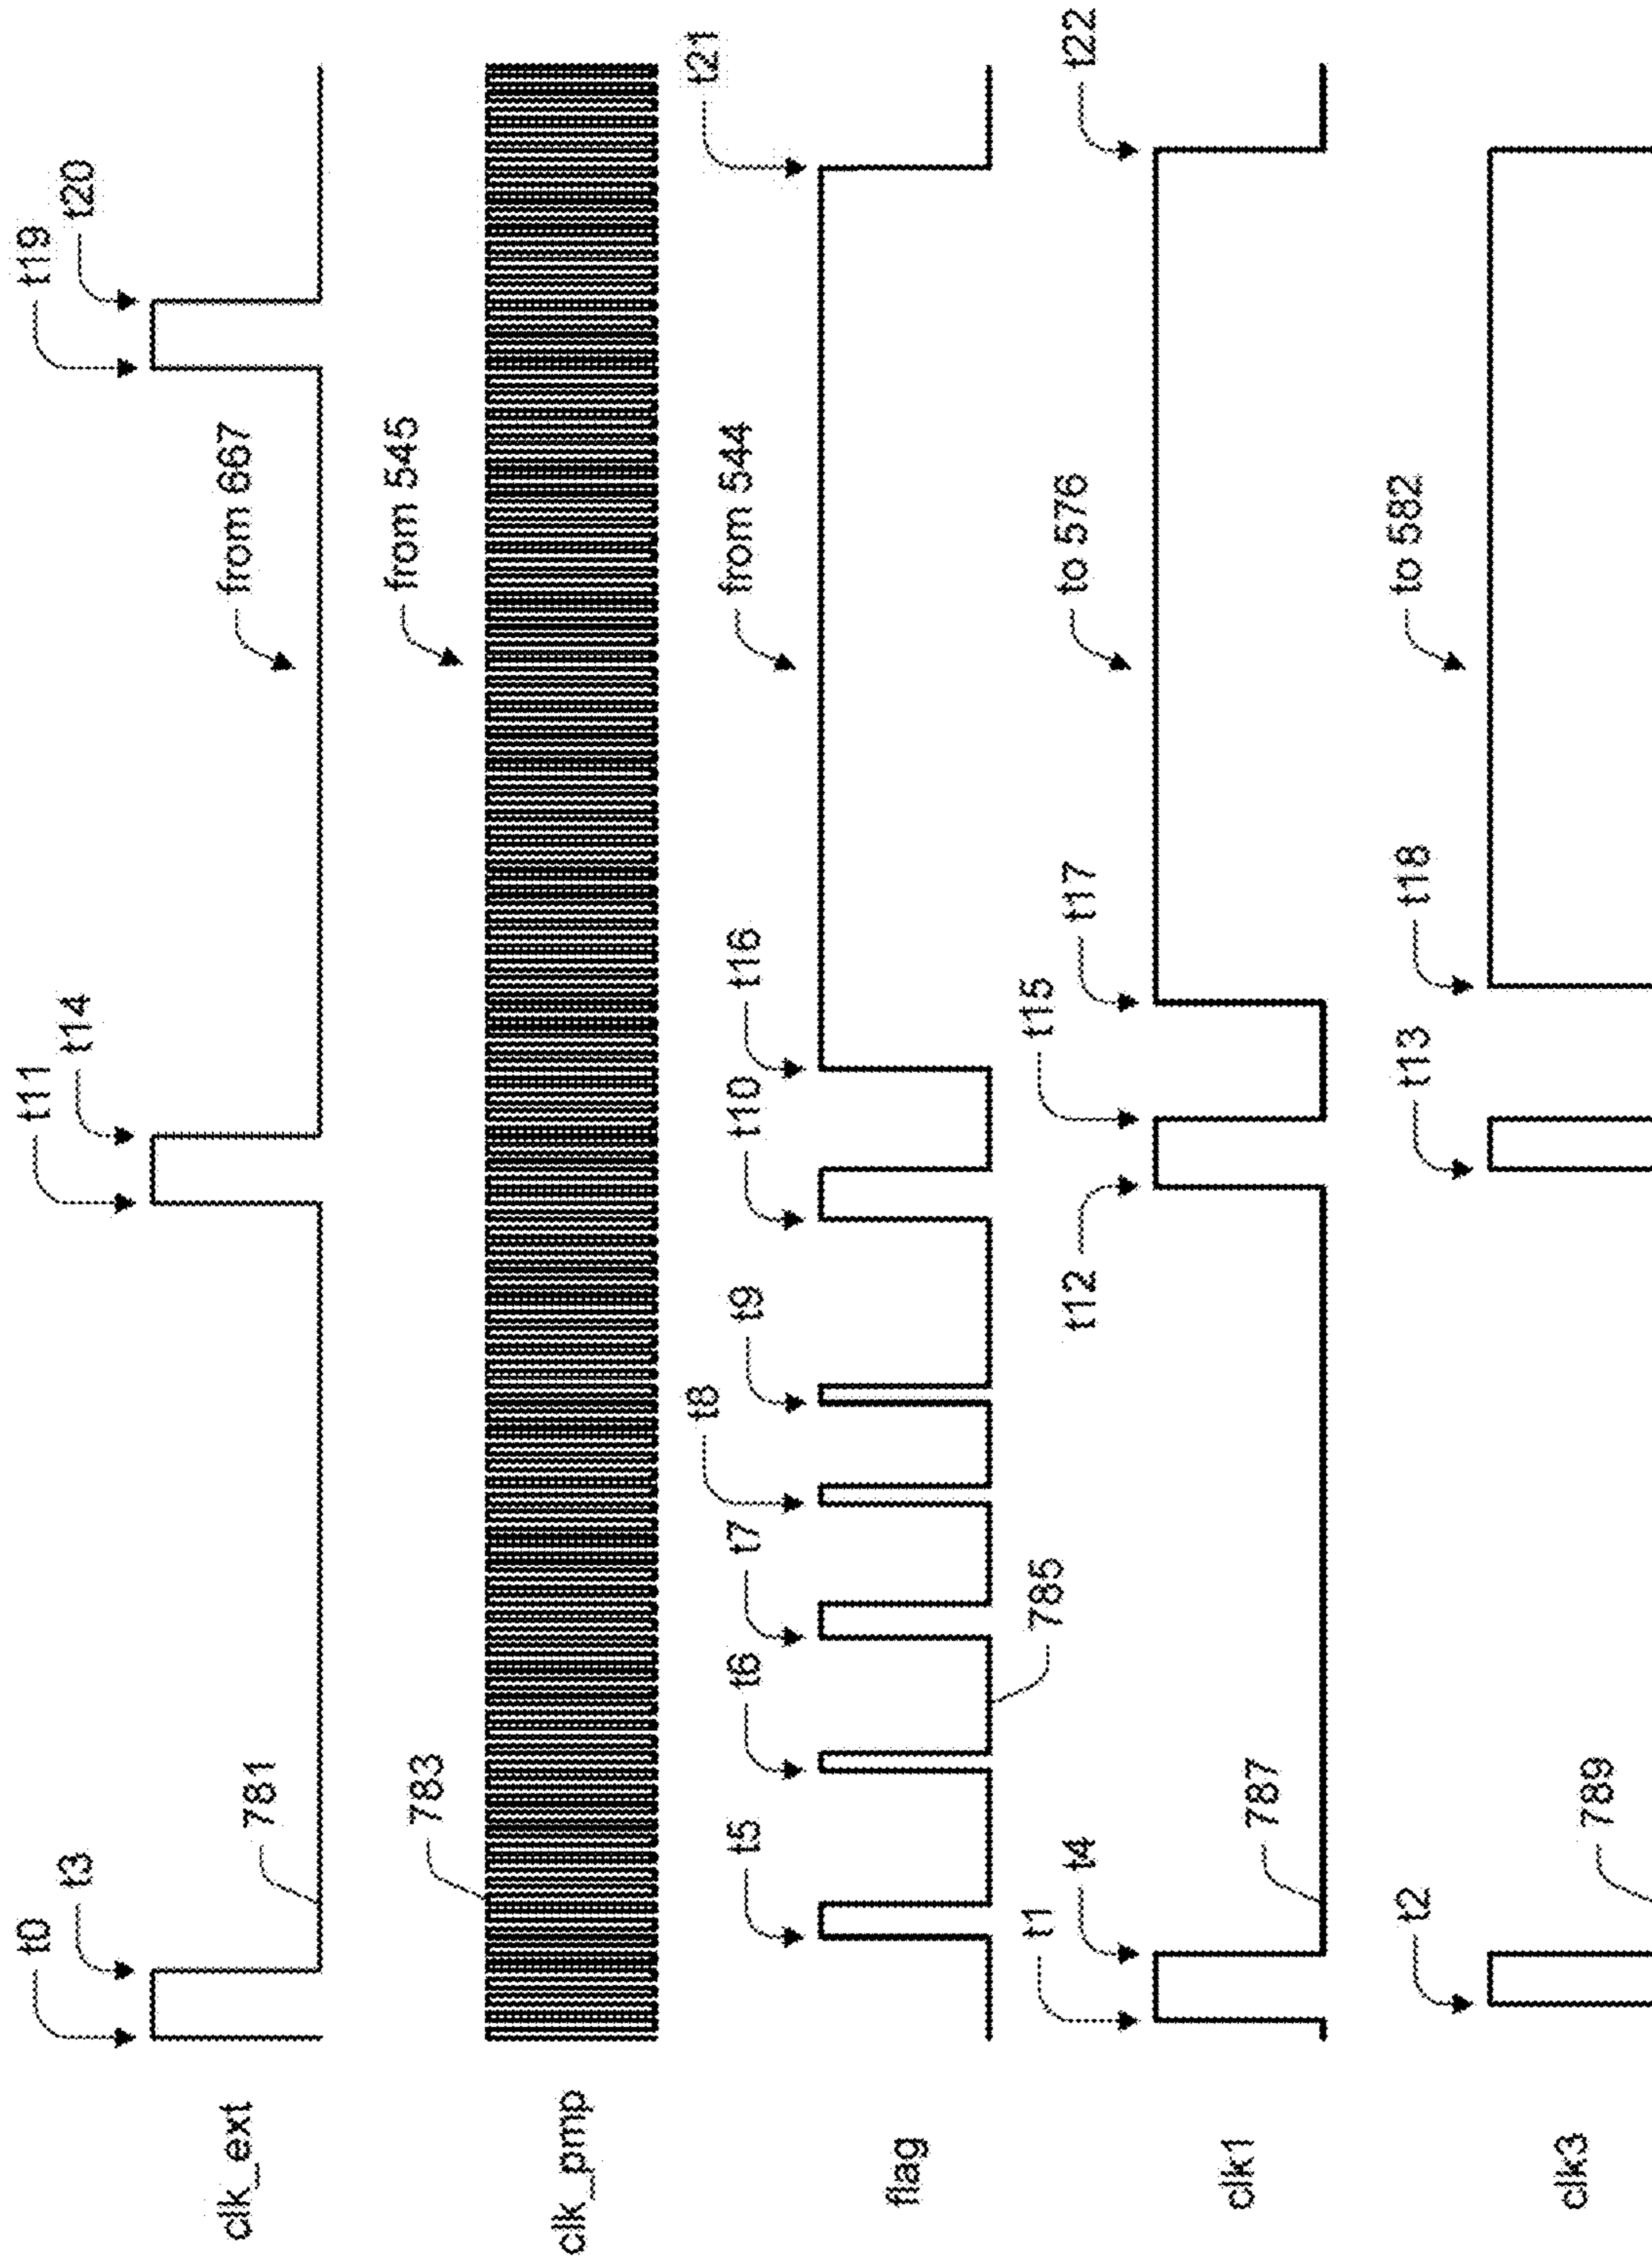 t0
t3
t11
t14
t19
t20
clk_ext
781
from 667
clk_pmp
783
from 545
flag
t5
t6
t7
t8
t9
t10
t16
from 544
t21
785
clk1
t1
t4
787
t12
t15
t17
to 576
t22
clk3
t2
789
t13
t18
to 582